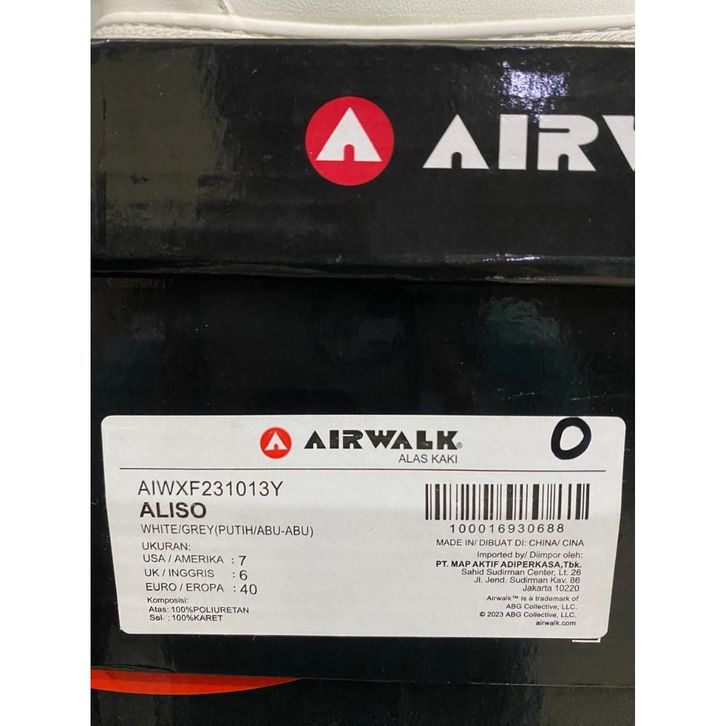 AIRW
AIRWALK®
ALAS KAKI
O
AIWXF231013Y
ALISO
WHITE/GREY(PUTIH/ABU-ABU)
UKURAN:
USA / AMERIKA : 7
UK / INGGRIS : 6
EURO / EROPA : 40
Komposisi:
Atas: 100%POLIURETAN
Sol : 100%KARET
100016930688
MADE IN/ DIBUAT DI: CHINA/ CINA
Imported by/ Diimpor oleh:
PT. MAP AKTIF ADIPERKASA,Tbk.
Sahid Sudirman Center, Lt. 26
Jl. Jend. Sudirman Kav. 86
Jakarta 10220
Airwalk™ is a trademark of
ABG Collective, LLC.
© 2023 ABG Collective, LLC.
airwalk.com